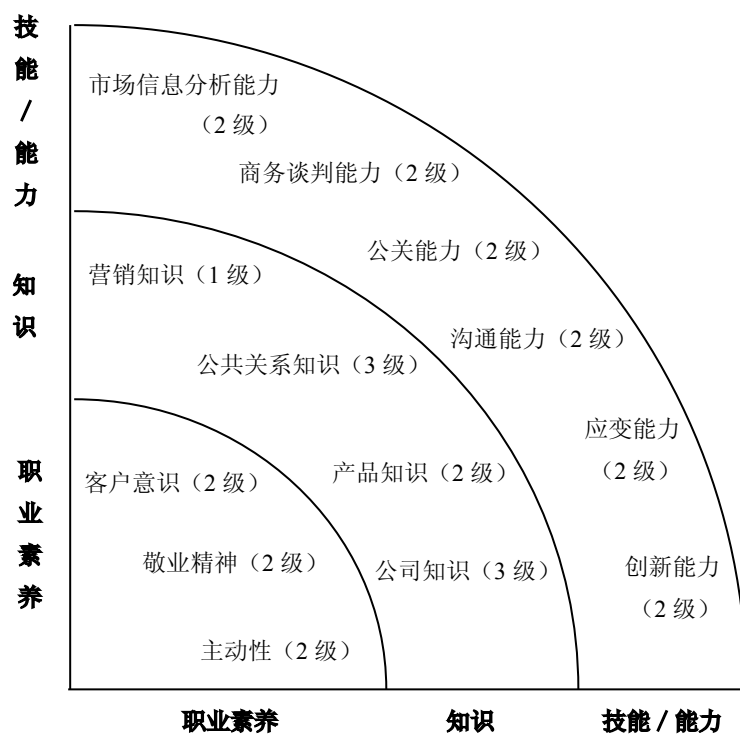 技能/能力
市场信息分析能力
（2 级）
商务谈判能力（2 级）
公关能力（2 级）
沟通能力（2 级）
应变能力
（2 级）
创新能力
（2 级）
知识
营销知识（1 级）
公共关系知识（3 级）
产品知识（2 级）
公司知识（3 级）
职业素养
客户意识（2 级）
敬业精神（2 级）
主动性（2 级）
职业素养
知识
技能 / 能力